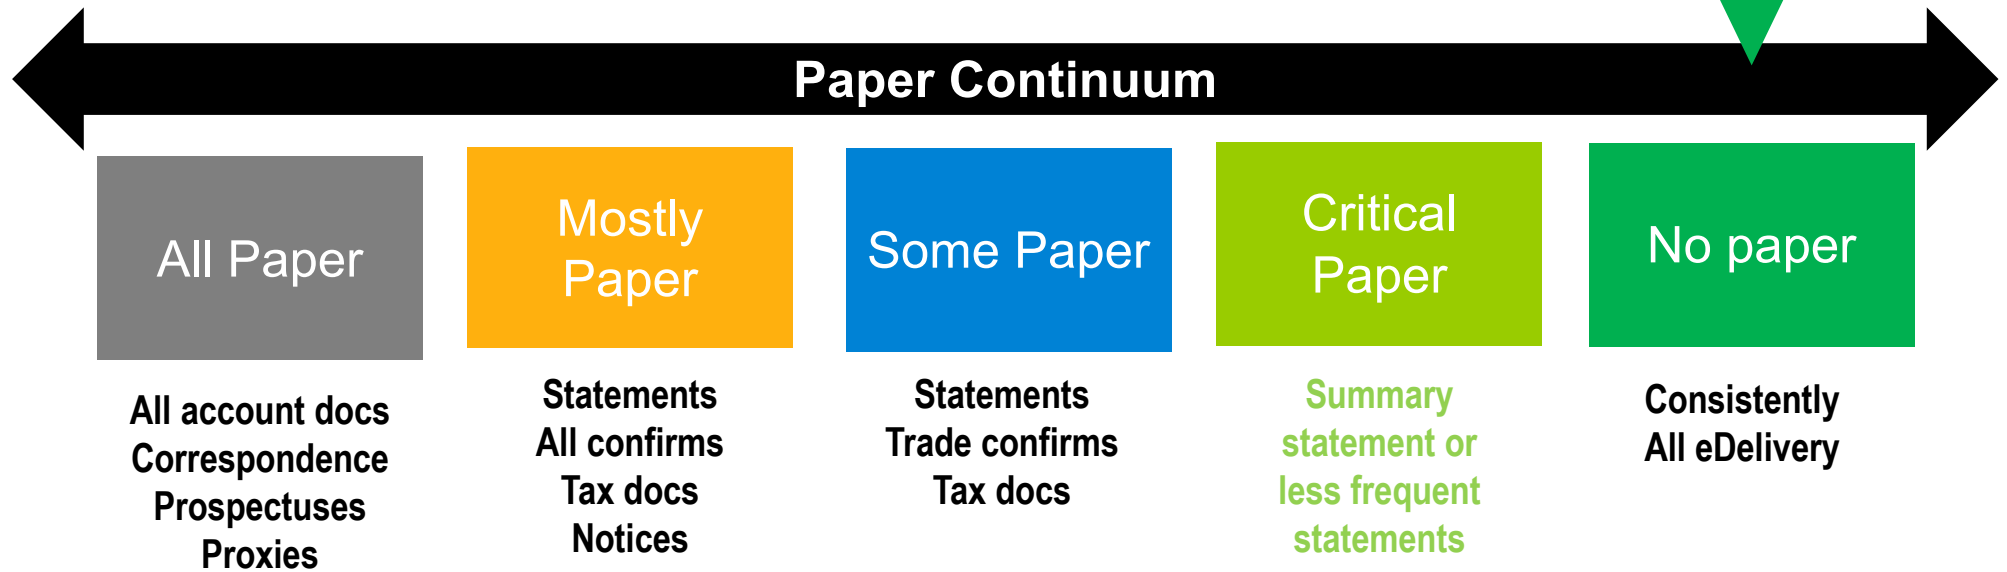 Paper Continuum
All Paper
All account docs
Correspondence
Prospectuses
Proxies
Mostly
Paper
Statements
All confirms
Tax docs
Notices
Some Paper
Statements
Trade confirms
Tax docs
Critical
Paper
Summary
statement or
less frequent
statements
No paper
Consistently
All eDelivery